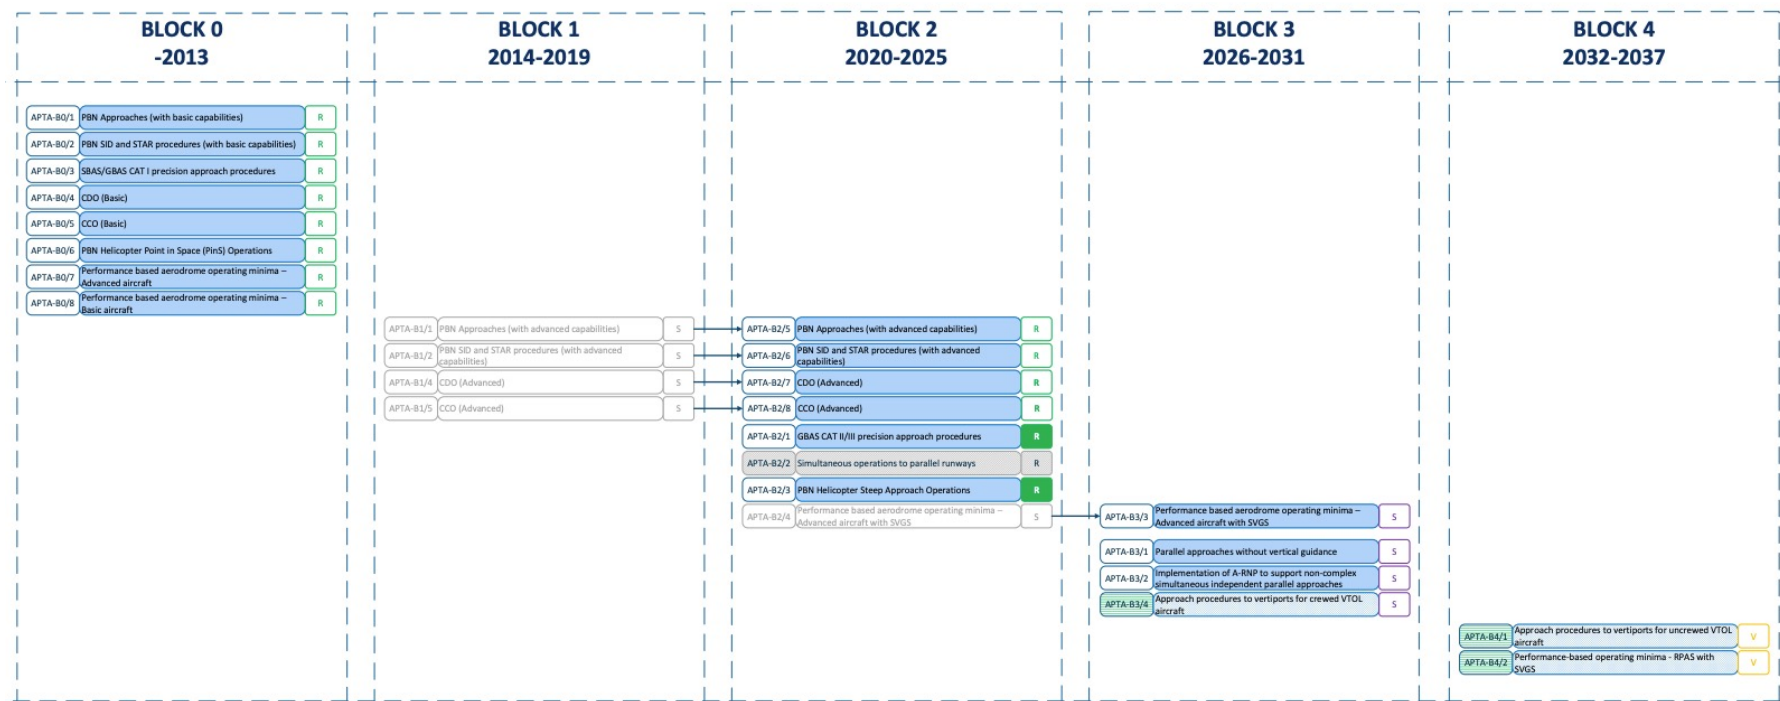 BLOCK 0
-2013
APTA-B0/1 PBN Approaches (with basic capabilities) R
APTA-B0/2 PBN SID and STAR procedures (with basic capabilities) R
APTA-B0/3 SBAS/GBAS CAT I precision approach procedures R
APTA-B0/4 CDO (Basic) R
APTA-B0/5 CCO (Basic) R
APTA-B0/6 PBN Helicopter Point in Space (PinS) Operations R
APTA-B0/7 Performance based aerodrome operating minima – R
Advanced aircraft
APTA-B0/8 Performance based aerodrome operating minima – R
Basic aircraft
BLOCK 1
2014-2019
APTA-B1/1 PBN Approaches (with advanced capabilities) S
APTA-B1/2 PBN SID and STAR procedures (with advanced S
capabilities)
APTA-B1/4 CDO (Advanced) S
APTA-B1/5 CCO (Advanced) S
BLOCK 2
2020-2025
APTA-B2/5 PBN Approaches (with advanced capabilities) R
APTA-B2/6 PBN SID and STAR procedures (with advanced R
capabilities)
APTA-B2/7 CDO (Advanced) R
APTA-B2/8 CCO (Advanced) R
APTA-B2/1 GBAS CAT II/III precision approach procedures R
APTA-B2/2 Simultaneous operations to parallel runways R
APTA-B2/3 PBN Helicopter Steep Approach Operations R
APTA-B2/4 Performance based aerodrome operating minima – S
Advanced aircraft with SVGS
BLOCK 3
2026-2031
APTA-B3/3 Performance based aerodrome operating minima – S
Advanced aircraft with SVGS
APTA-B3/1 Parallel approaches without vertical guidance S
APTA-B3/2 Implementation of A-RNP to support non-complex S
simultaneous independent parallel approaches
APTA-B3/4 Approach procedures to vertiports for crewed VTOL S
aircraft
BLOCK 4
2032-2037
APTA-B4/1 Approach procedures to vertiports for uncrewed VTOL V
aircraft
APTA-B4/2 Performance-based operating minima - RPAS with V
SVGS